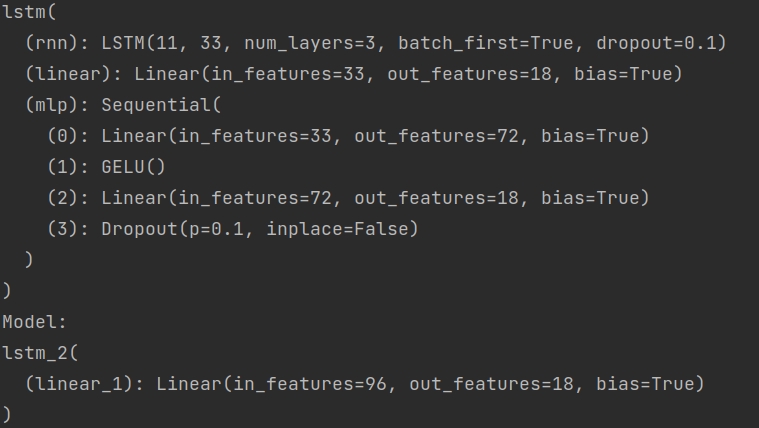 lstm(
  (rnn): LSTM(11, 33, num_layers=3, batch_first=True, dropout=0.1)
  (linear): Linear(in_features=33, out_features=18, bias=True)
  (mlp): Sequential(
    (0): Linear(in_features=33, out_features=72, bias=True)
    (1): GELU()
    (2): Linear(in_features=72, out_features=18, bias=True)
    (3): Dropout(p=0.1, inplace=False)
  )
)
Model:
lstm_2(
  (linear_1): Linear(in_features=96, out_features=18, bias=True)
)